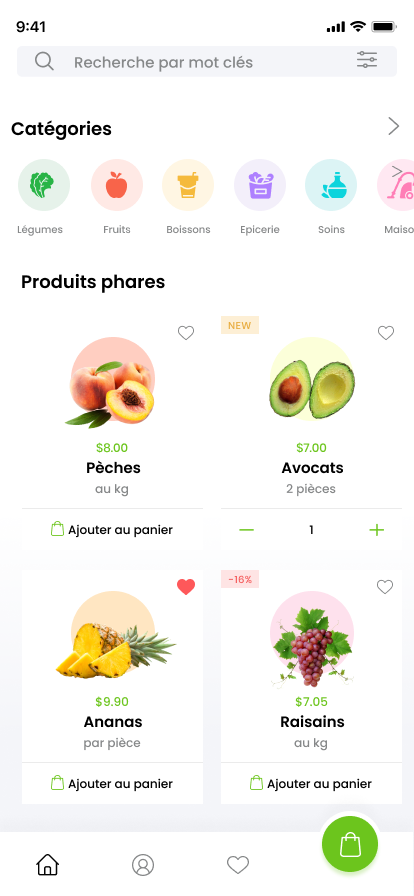 9:41
Recherche par mot clés
Catégories
Légumes Fruits Boissons Epicerie Soins Maiso
Produits phares
NEW
$8.00 $7.00
Pèches Avocats
au kg 2 pièces
Ajouter au panier 1
-16%
$9.90 $7.05
Ananas Raisains
par pièce au kg
Ajouter au panier Ajouter au panier